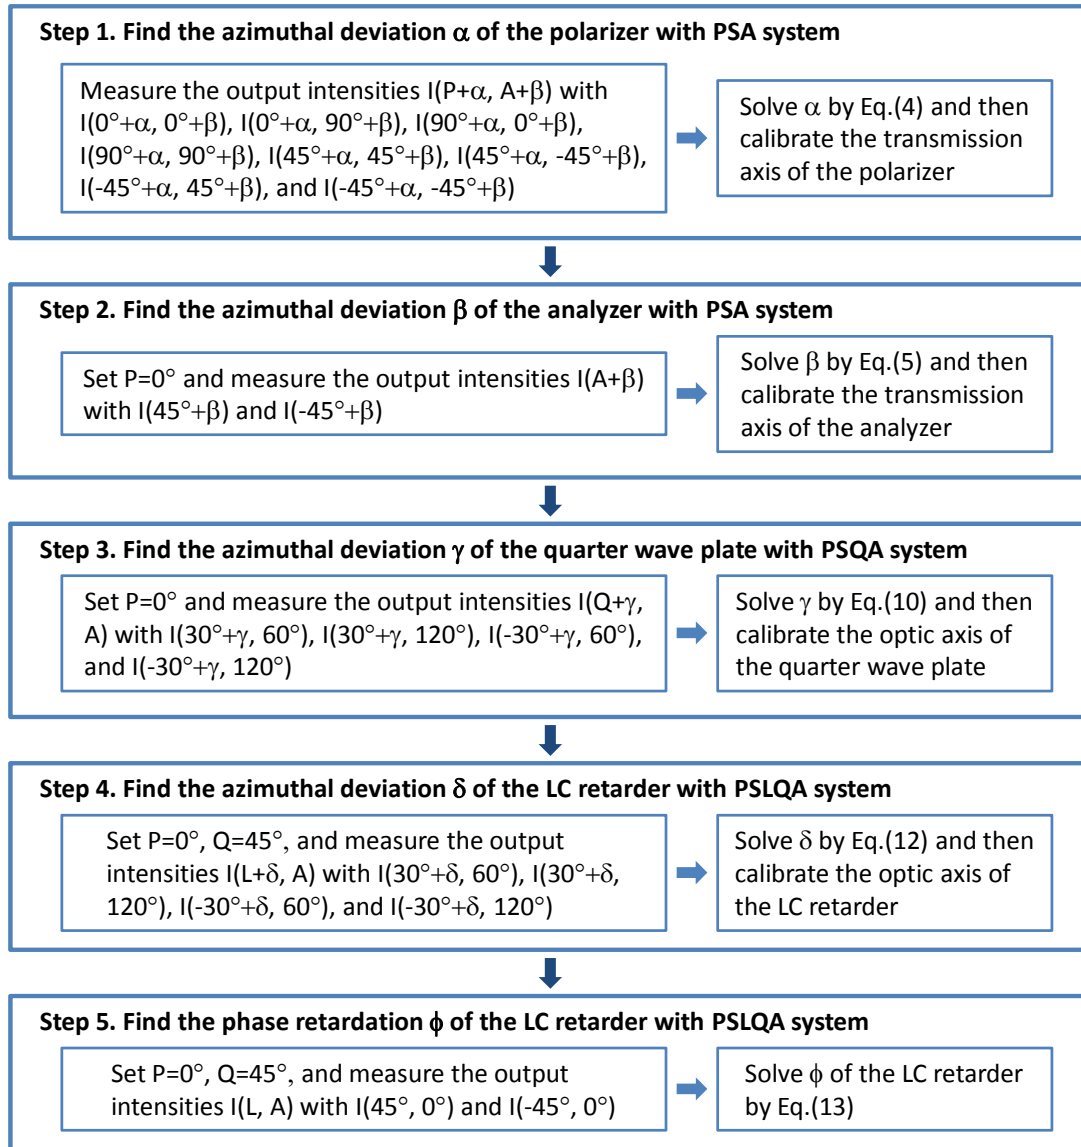 Step 1. Find the azimuthal deviation α of the polarizer with PSA system
Measure the output intensities I(P+α, A+β) with
I(0°+α, 0°+β), I(0°+α, 90°+β), I(90°+α, 0°+β),
I(90°+α, 90°+β), I(45°+α, 45°+β), I(45°+α, -45°+β),
I(-45°+α, 45°+β), and I(-45°+α, -45°+β)
Solve α by Eq.(4) and then
calibrate the transmission
axis of the polarizer
Step 2. Find the azimuthal deviation β of the analyzer with PSA system
Set P=0° and measure the output intensities I(A+β)
with I(45°+β) and I(-45°+β)
Solve β by Eq.(5) and then
calibrate the transmission
axis of the analyzer
Step 3. Find the azimuthal deviation γ of the quarter wave plate with PSQA system
Set P=0° and measure the output intensities I(Q+γ,
A) with I(30°+γ, 60°), I(30°+γ, 120°), I(-30°+γ, 60°),
and I(-30°+γ, 120°)
Solve γ by Eq.(10) and then
calibrate the optic axis of
the quarter wave plate
Step 4. Find the azimuthal deviation δ of the LC retarder with PSLQA system
Set P=0°, Q=45°, and measure the output
intensities I(L+δ, A) with I(30°+δ, 60°), I(30°+δ,
120°), I(-30°+δ, 60°), and I(-30°+δ, 120°)
Solve δ by Eq.(12) and then
calibrate the optic axis of
the LC retarder
Step 5. Find the phase retardation ϕ of the LC retarder with PSLQA system
Set P=0°, Q=45°, and measure the output
intensities I(L, A) with I(45°, 0°) and I(-45°, 0°)
Solve ϕ of the LC retarder
by Eq.(13)